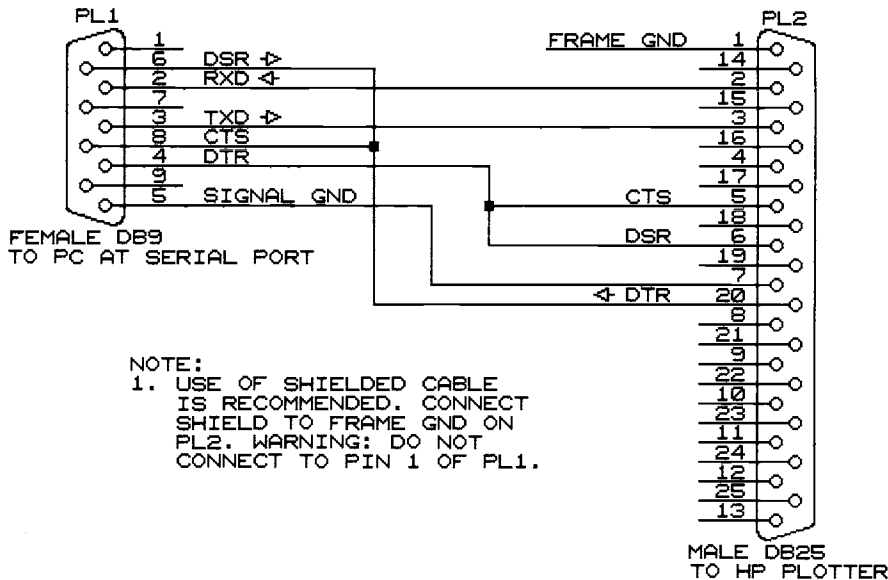 PL1
1
6 DSR
2 RXD
7
3 TXD
8 CTS
4 DTR
9
5 SIGNAL GND
FEMALE DB9
TO PC AT SERIAL PORT
PL2
FRAME GND 1
14
2
15
3
16
4
17
CTS 5
18
DSR 6
19
7
DTR 20
8
21
9
22
10
23
11
24
12
25
13
MALE DB25
TO HP PLOTTER
NOTE:
1. USE OF SHIELDED CABLE
IS RECOMMENDED. CONNECT
SHIELD TO FRAME GND ON
PL2. WARNING: DO NOT
CONNECT TO PIN 1 OF PL1.